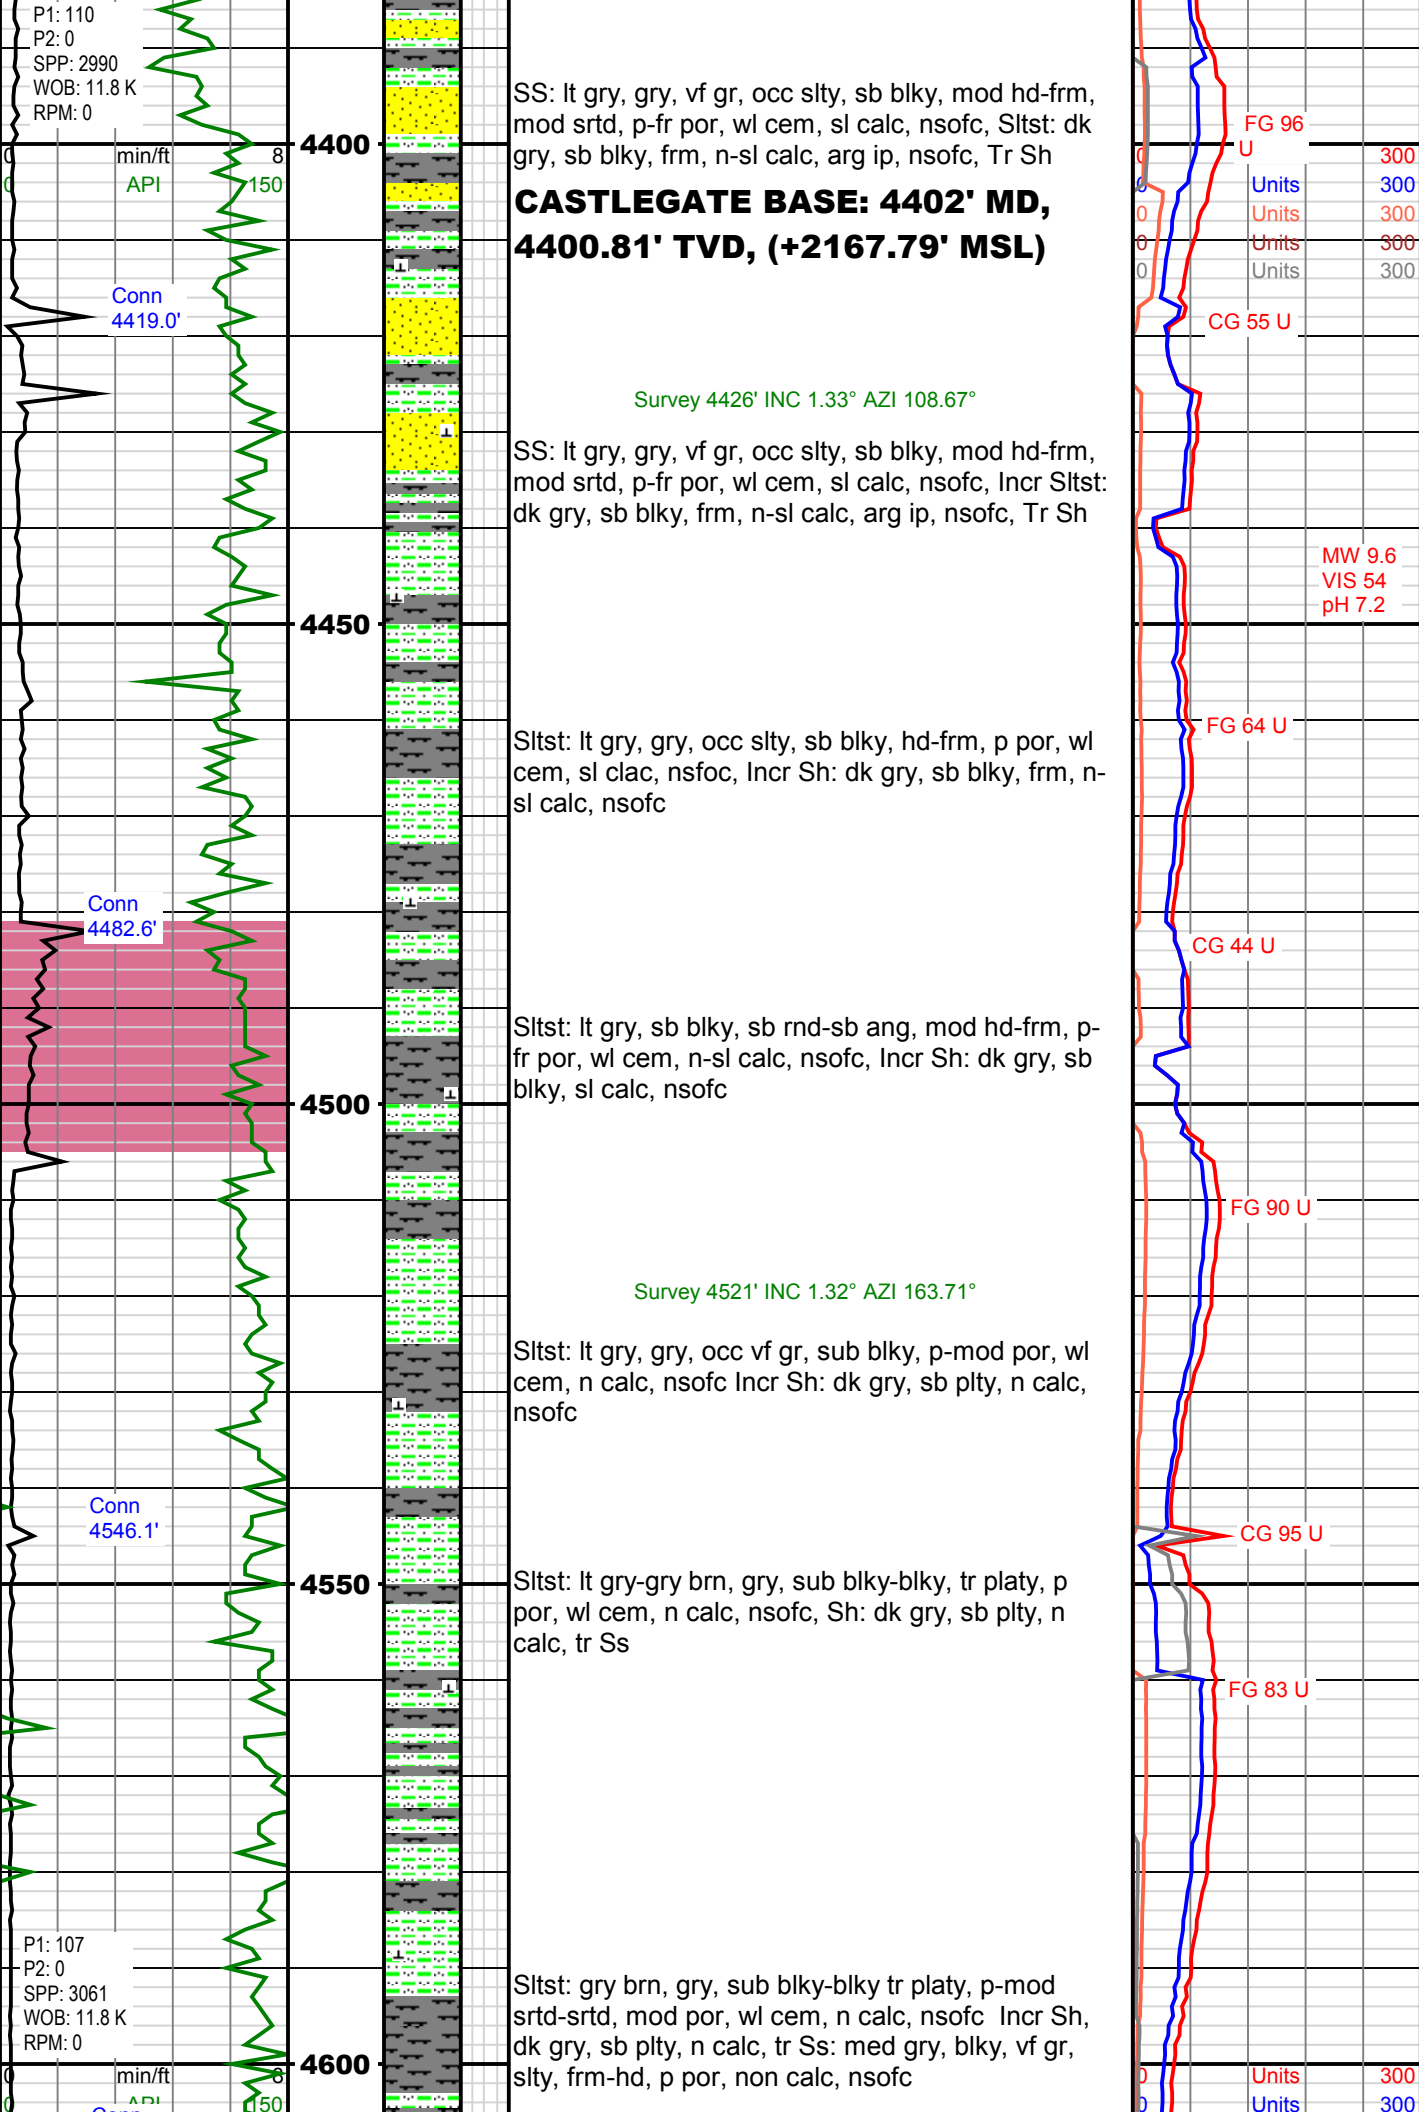 P1: 110
P2: 0
SPP: 2990
WOB: 11.8 K
RPM: 0
SS: lt gry, gry, vf gr, occ slty, sb blky, mod hd-frm,
mod srtd, p-fr por, wl cem, sl calc, nsofc, Sltst: dk
gry, sb blky, frm, n-sl calc, arg ip, nsofc, Tr Sh
FG 96
U
0 min/ft 8
4400
0 API 150
0 300
0 Units 300
0 Units 300
0 Units 300
0 Units 300
CASTLEGATE BASE: 4402' MD,
4400.81' TVD, (+2167.79' MSL)
Conn
4419.0'
CG 55 U
Survey 4426' INC 1.33° AZI 108.67°
SS: lt gry, gry, vf gr, occ slty, sb blky, mod hd-frm,
mod srtd, p-fr por, wl cem, sl calc, nsofc, Incr Sltst:
dk gry, sb blky, frm, n-sl calc, arg ip, nsofc, Tr Sh
MW 9.6
VIS 54
pH 7.2
4450
FG 64 U
Sltst: lt gry, gry, occ slty, sb blky, hd-frm, p por, wl
cem, sl clac, nsfoc, Incr Sh: dk gry, sb blky, frm, n-
sl calc, nsofc
Conn
4482.6'
CG 44 U
Sltst: lt gry, sb blky, sb rnd-sb ang, mod hd-frm, p-
fr por, wl cem, n-sl calc, nsofc, Incr Sh: dk gry, sb
blky, sl calc, nsofc
4500
FG 90 U
Survey 4521' INC 1.32° AZI 163.71°
Sltst: lt gry, gry, occ vf gr, sub blky, p-mod por, wl
cem, n calc, nsofc Incr Sh: dk gry, sb plty, n calc,
nsofc
Conn
4546.1'
CG 95 U
4550
Sltst: lt gry-gry brn, gry, sub blky-blky, tr platy, p
por, wl cem, n calc, nsofc, Sh: dk gry, sb plty, n
calc, tr Ss
FG 83 U
P1: 107
P2: 0
SPP: 3061
WOB: 11.8 K
RPM: 0
Sltst: gry brn, gry, sub blky-blky tr platy, p-mod
srtd-srtd, mod por, wl cem, n calc, nsofc Incr Sh,
dk gry, sb plty, n calc, tr Ss: med gry, blky, vf gr,
slty, frm-hd, p por, non calc, nsofc
4600
0 min/ft 8
0 API 150
Conn
0 Units 300
0 Units 300